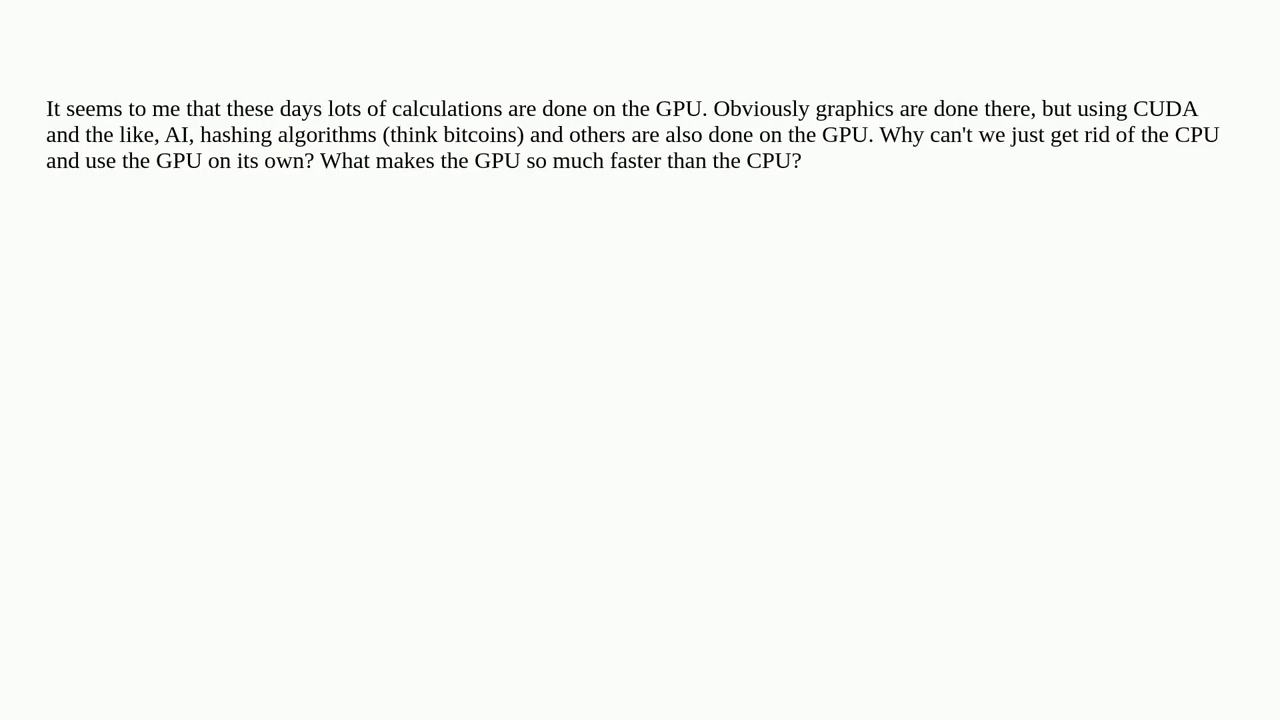 It seems to me that these days lots of calculations are done on the GPU. Obviously graphics are done there, but using CUDA
and the like, AI, hashing algorithms (think bitcoins) and others are also done on the GPU. Why can't we just get rid of the CPU
and use the GPU on its own? What makes the GPU so much faster than the CPU?